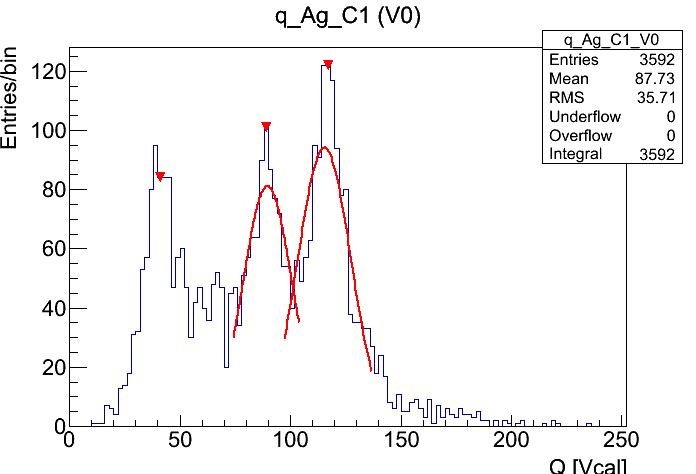 q_Ag_C1 (V0)
q_Ag_C1_V0
Entries 3592
Mean 87.73
RMS 35.71
Underflow 0
Overflow 0
Integral 3592
Entries/bin
120
100
80
60
40
20
0
0 50 100 150 200 250
Q [Vcal]